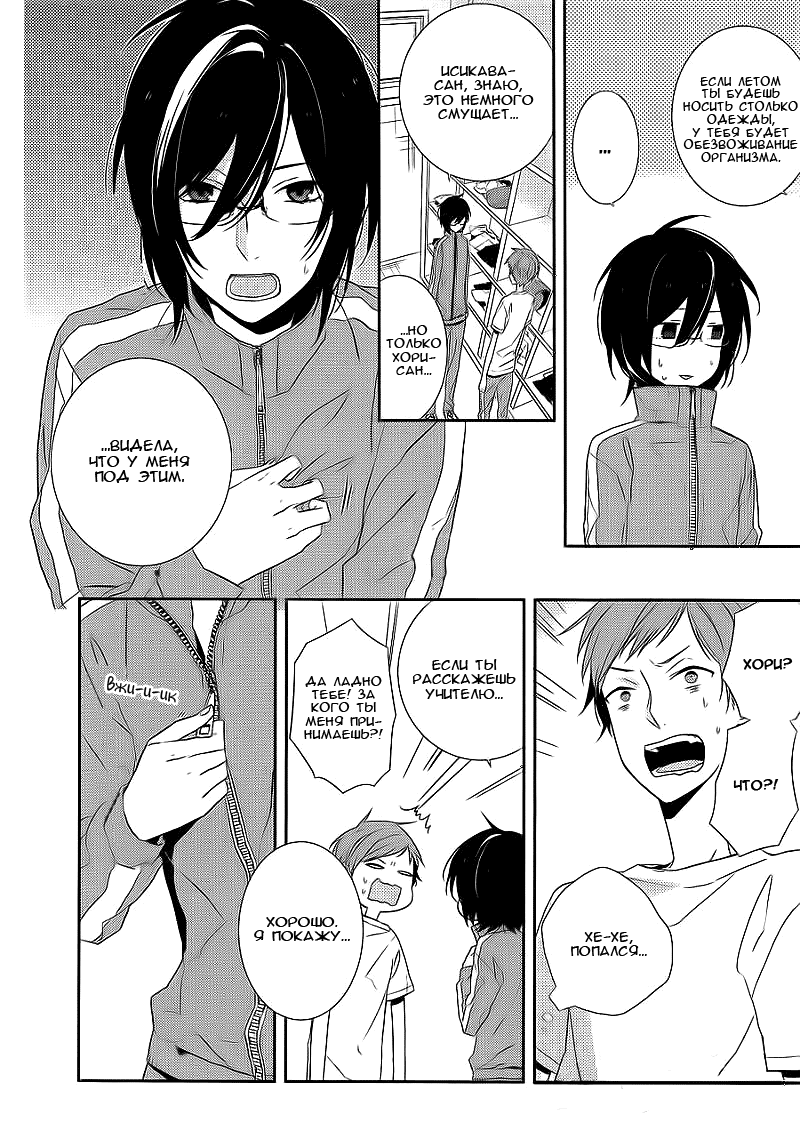 ЕСЛИ ЛЕТОМ
ТЫ БУДЕШЬ
НОСИТЬ СТОЛЬКО
ОДЕЖДЫ,
У ТЕБЯ БУДЕТ
ОБЕЗВОЖИВАНИЕ
ОРГАНИЗМА.
...
ИСИКАВА-
САН, ЗНАЮ,
ЭТО НЕМНОГО
СМУЩАЕТ...
...НО
ТОЛЬКО
ХОРИ-
САН...
...ВИДЕЛА,
ЧТО У МЕНЯ
ПОД ЭТИМ.
ХОРИ?
ЧТО?!
ХЕ-ХЕ,
ПОПАЛСЯ...
ЕСЛИ ТЫ
РАССКАЖЕШЬ
УЧИТЕЛЮ...
ДА ЛАДНО
ТЕБЕ! ЗА
КОГО ТЫ
МЕНЯ ПРИ-
НИМАЕШЬ?!
ХОРОШО.
Я ПОКАЖУ...
ВЖИ-И-ИК